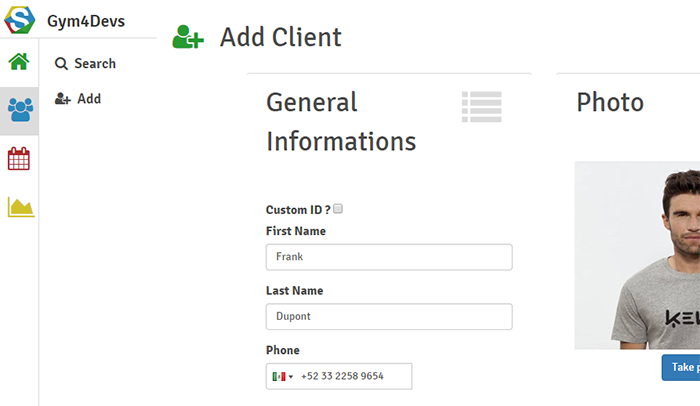 Gym4Devs
Add Client
Search
Add
General
Informations
Photo
Custom ID ?
First Name
Frank
Last Name
Dupont
Phone
+52 33 2258 9654
Take